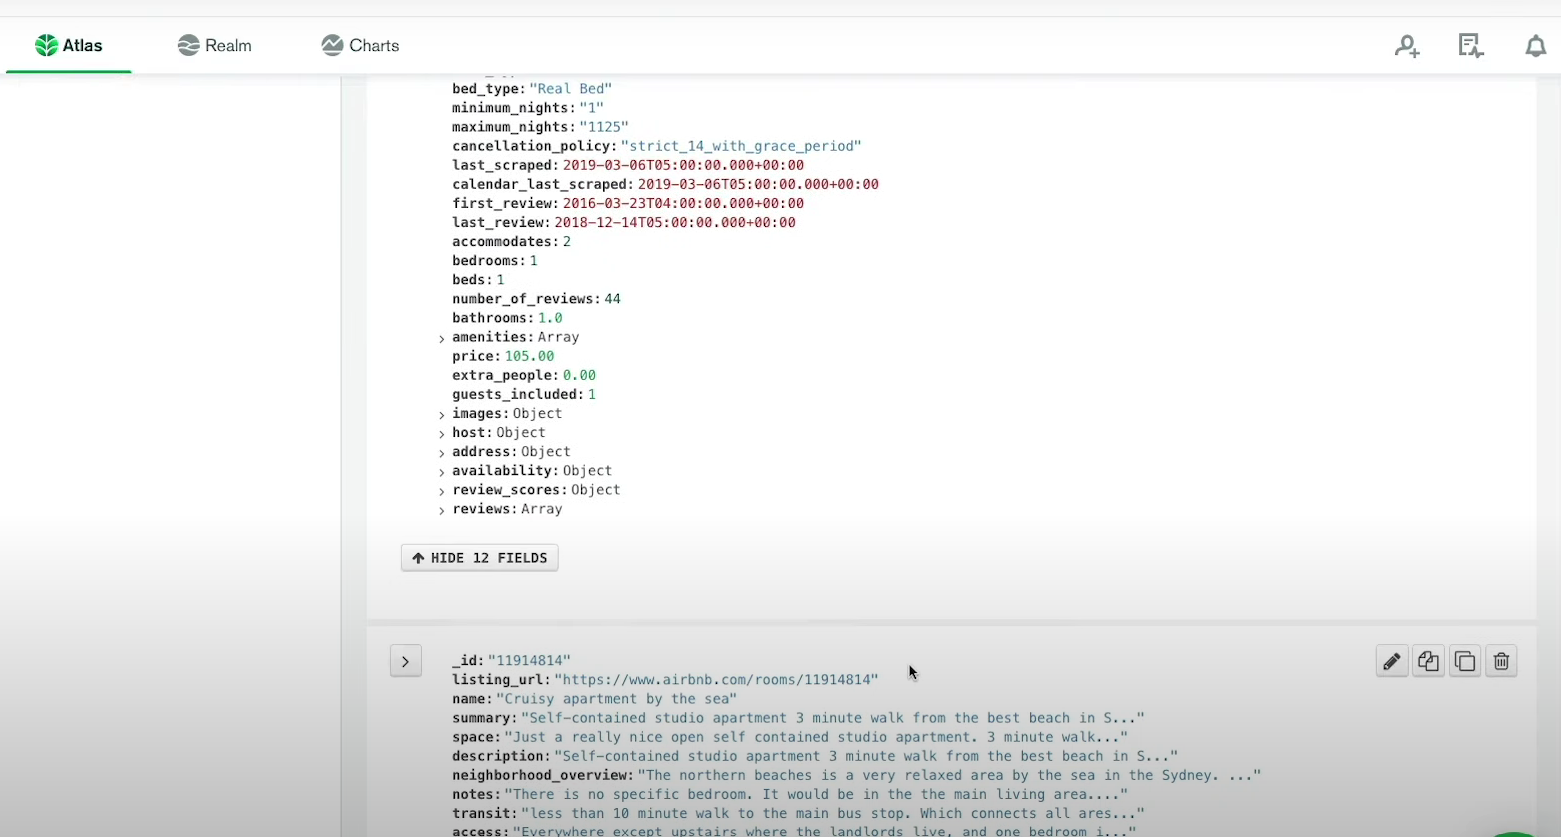 Atlas
Realm
Charts
bed_type: "Real Bed"
minimum_nights: "1"
maximum_nights: "1125"
cancellation_policy: "strict_14_with_grace_period"
last_scraped: 2019-03-06T05:00:00.000+00:00
calendar_last_scraped: 2019-03-06T05:00:00.000+00:00
first_review: 2016-03-23T04:00:00.000+00:00
last_review: 2018-12-14T05:00:00.000+00:00
accommodates: 2
bedrooms: 1
beds: 1
number_of_reviews: 44
bathrooms: 1.0
amenities: Array
price: 105.00
extra_people: 0.00
guests_included: 1
images: Object
host: Object
address: Object
availability: Object
review_scores: Object
reviews: Array
HIDE 12 FIELDS
_id: "11914814"
listing_url: "https://www.airbnb.com/rooms/11914814"
name: "Cruisy apartment by the sea"
summary: "Self-contained studio apartment 3 minute walk from the best beach in S..."
space: "Just a really nice open self contained studio apartment. 3 minute walk..."
description: "Self-contained studio apartment 3 minute walk from the best beach in S..."
neighborhood_overview: "The northern beaches is a very relaxed area by the sea in the Sydney. ..."
notes: "There is no specific bedroom. It would be in the the main living area...."
transit: "less than 10 minute walk to the main bus stop. Which connects all ares..."
access: "Everywhere except upstairs where the landlords live, and one bedroom i..."